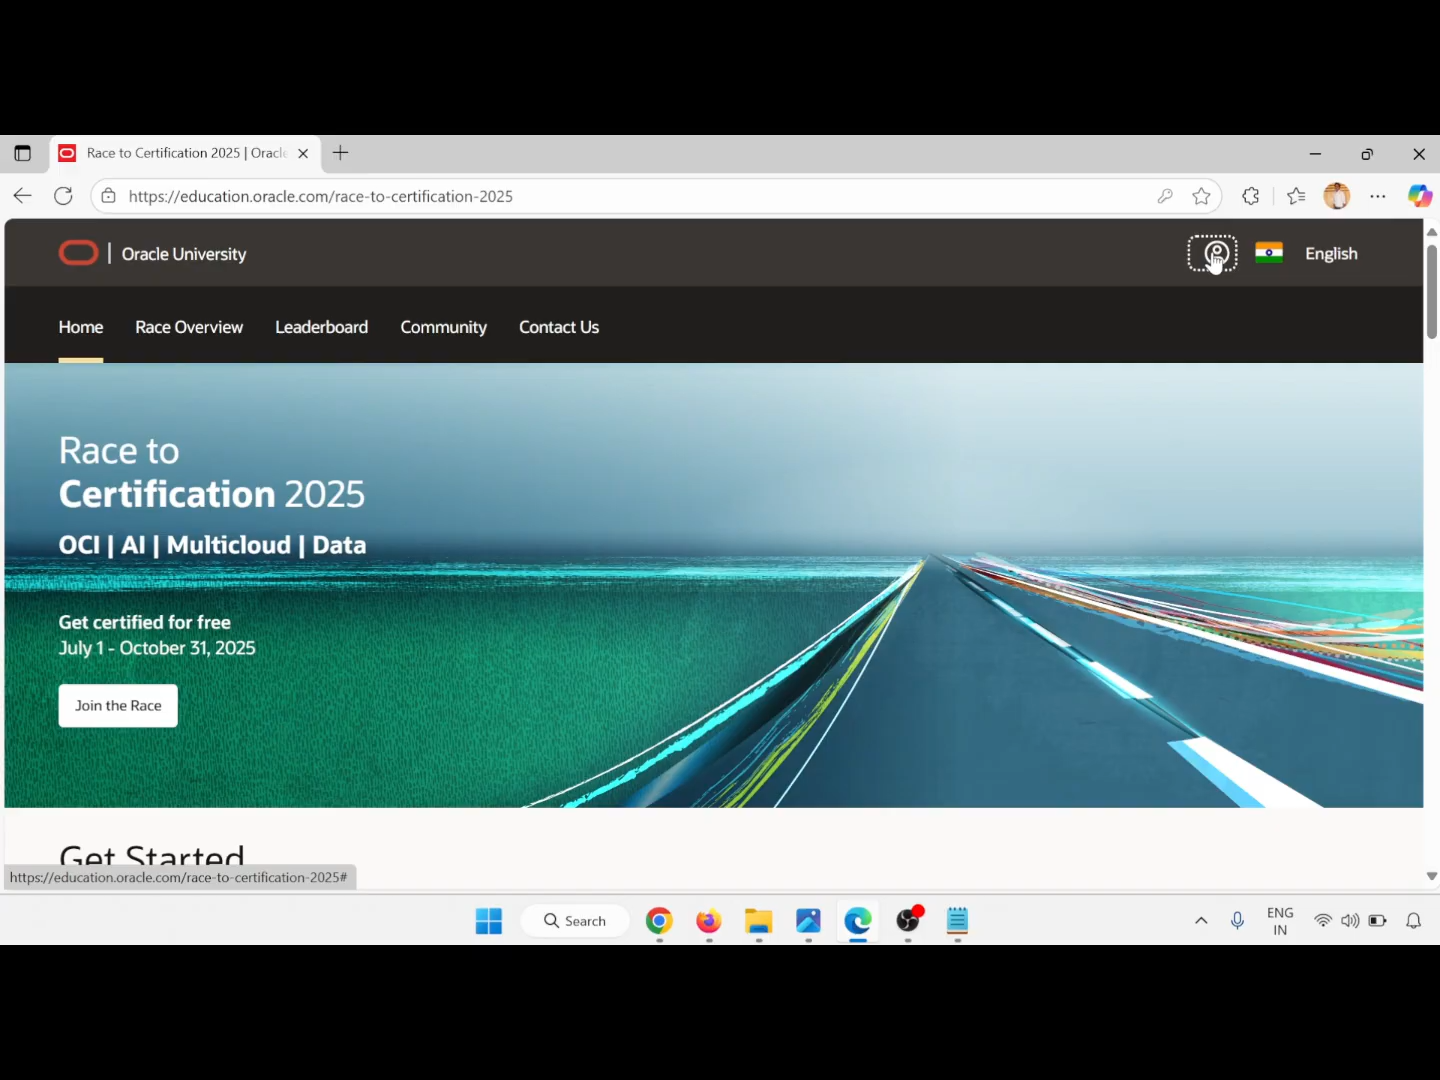 Race to Certification 2025 | Oracle
https://education.oracle.com/race-to-certification-2025
Oracle University
English
Home Race Overview Leaderboard Community Contact Us
Race to
Certification 2025
OCI | AI | Multicloud | Data
Get certified for free
July 1 - October 31, 2025
Join the Race
Get Started
https://education.oracle.com/race-to-certification-2025#
Search
ENG
IN